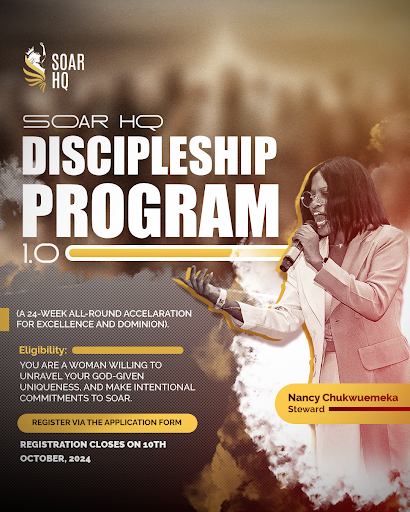 SOAR
HQ
SOAR HQ
DISCIPLESHIP
PROGRAM
1.0
(A 24-WEEK ALL-ROUND ACCELARATION
FOR EXCELLENCE AND DOMINION).
Eligibility:
YOU ARE A WOMAN WILLING TO
UNRAVEL YOUR GOD-GIVEN
UNIQUENESS, AND MAKE INTENTIONAL
COMMITMENTS TO SOAR.
REGISTER VIA THE APPLICATION FORM
REGISTRATION CLOSES ON 10TH
OCTOBER, 2024
Nancy Chukwuemeka
Steward